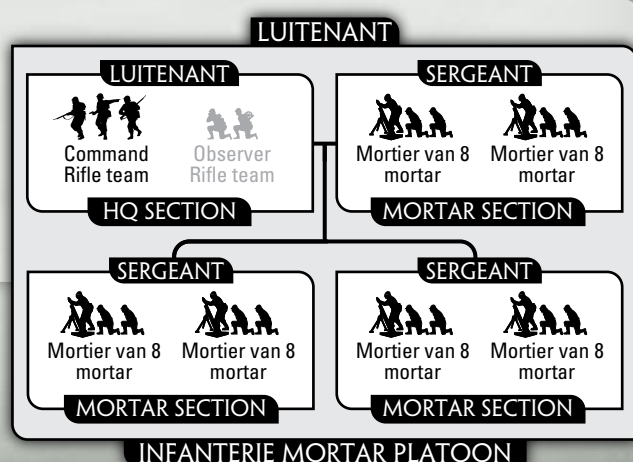 LUITENANT
LUITENANT
Command
Rifle team
Observer
Rifle team
HQ SECTION
SERGEANT
Mortier van 8
mortar
Mortier van 8
mortar
MORTAR SECTION
SERGEANT
Mortier van 8
mortar
Mortier van 8
mortar
MORTAR SECTION
SERGEANT
Mortier van 8
mortar
Mortier van 8
mortar
MORTAR SECTION
INFANTERIE MORTAR PLATOON